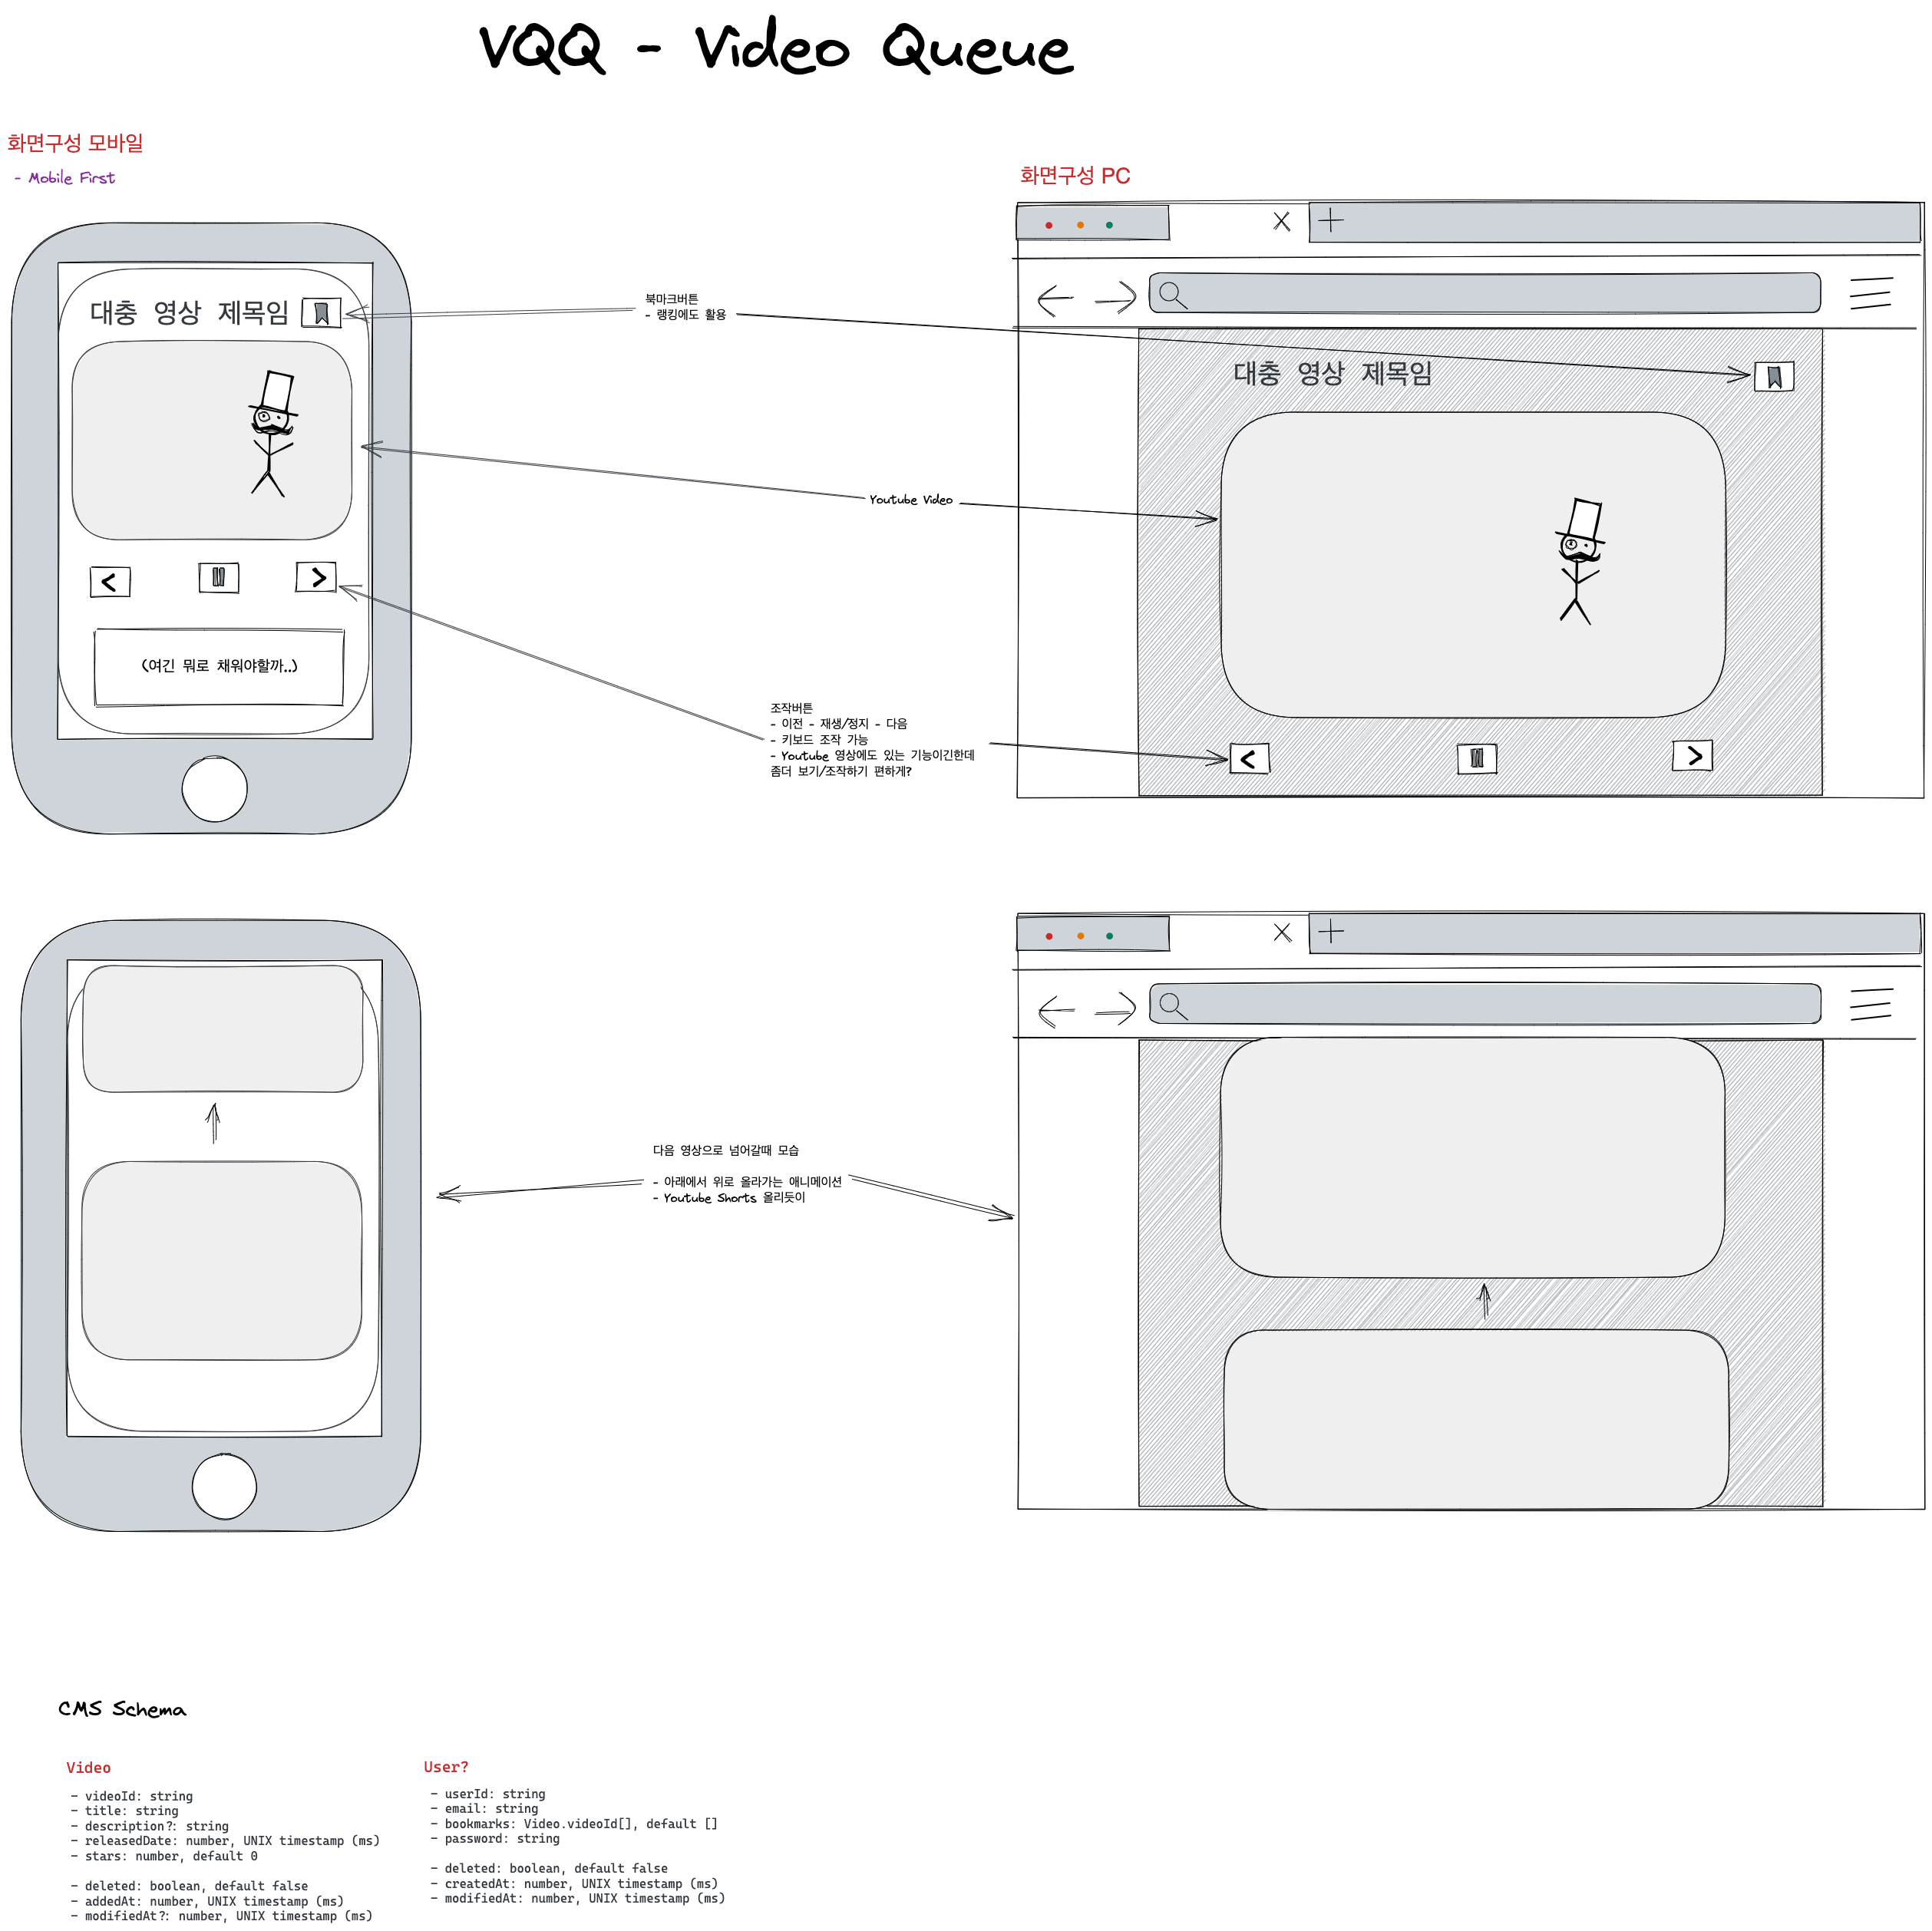 VQQ - Video Queue
화면구성 모바일
- Mobile First
화면구성 PC
대충 영상 제목임
북마크버튼
- 랭킹에도 활용
대충 영상 제목임
Youtube Video
(여긴 뭐로 채워야할까..)
조작버튼
- 이전 - 재생/정지 - 다음
- 키보드 조작 가능
- Youtube 영상에도 있는 기능이긴한데
좀더 보기/조작하기 편하게?
다음 영상으로 넘어갈때 모습
- 아래에서 위로 올라가는 애니메이션
- Youtube Shorts 올리듯이
CMS Schema
Video
- videoId: string
- title: string
- description?: string
- releasedDate: number, UNIX timestamp (ms)
- stars: number, default 0
- deleted: boolean, default false
- addedAt: number, UNIX timestamp (ms)
- modifiedAt?: number, UNIX timestamp (ms)
User?
- userId: string
- email: string
- bookmarks: Video.videoId[], default []
- password: string
- deleted: boolean, default false
- createdAt: number, UNIX timestamp (ms)
- modifiedAt: number, UNIX timestamp (ms)